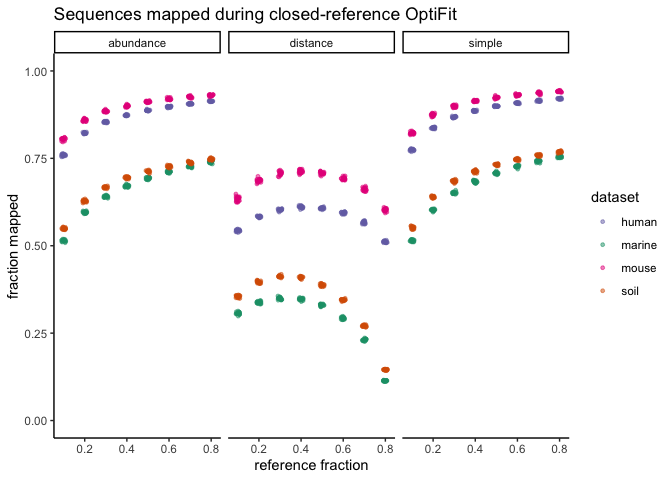 Sequences mapped during closed-reference OptiFit
abundance distance simple
1.00
0.75
0.50
0.25
0.00
fraction mapped
0.2 0.4 0.6 0.8 0.2 0.4 0.6 0.8 0.2 0.4 0.6 0.8
reference fraction
dataset
human
marine
mouse
soil